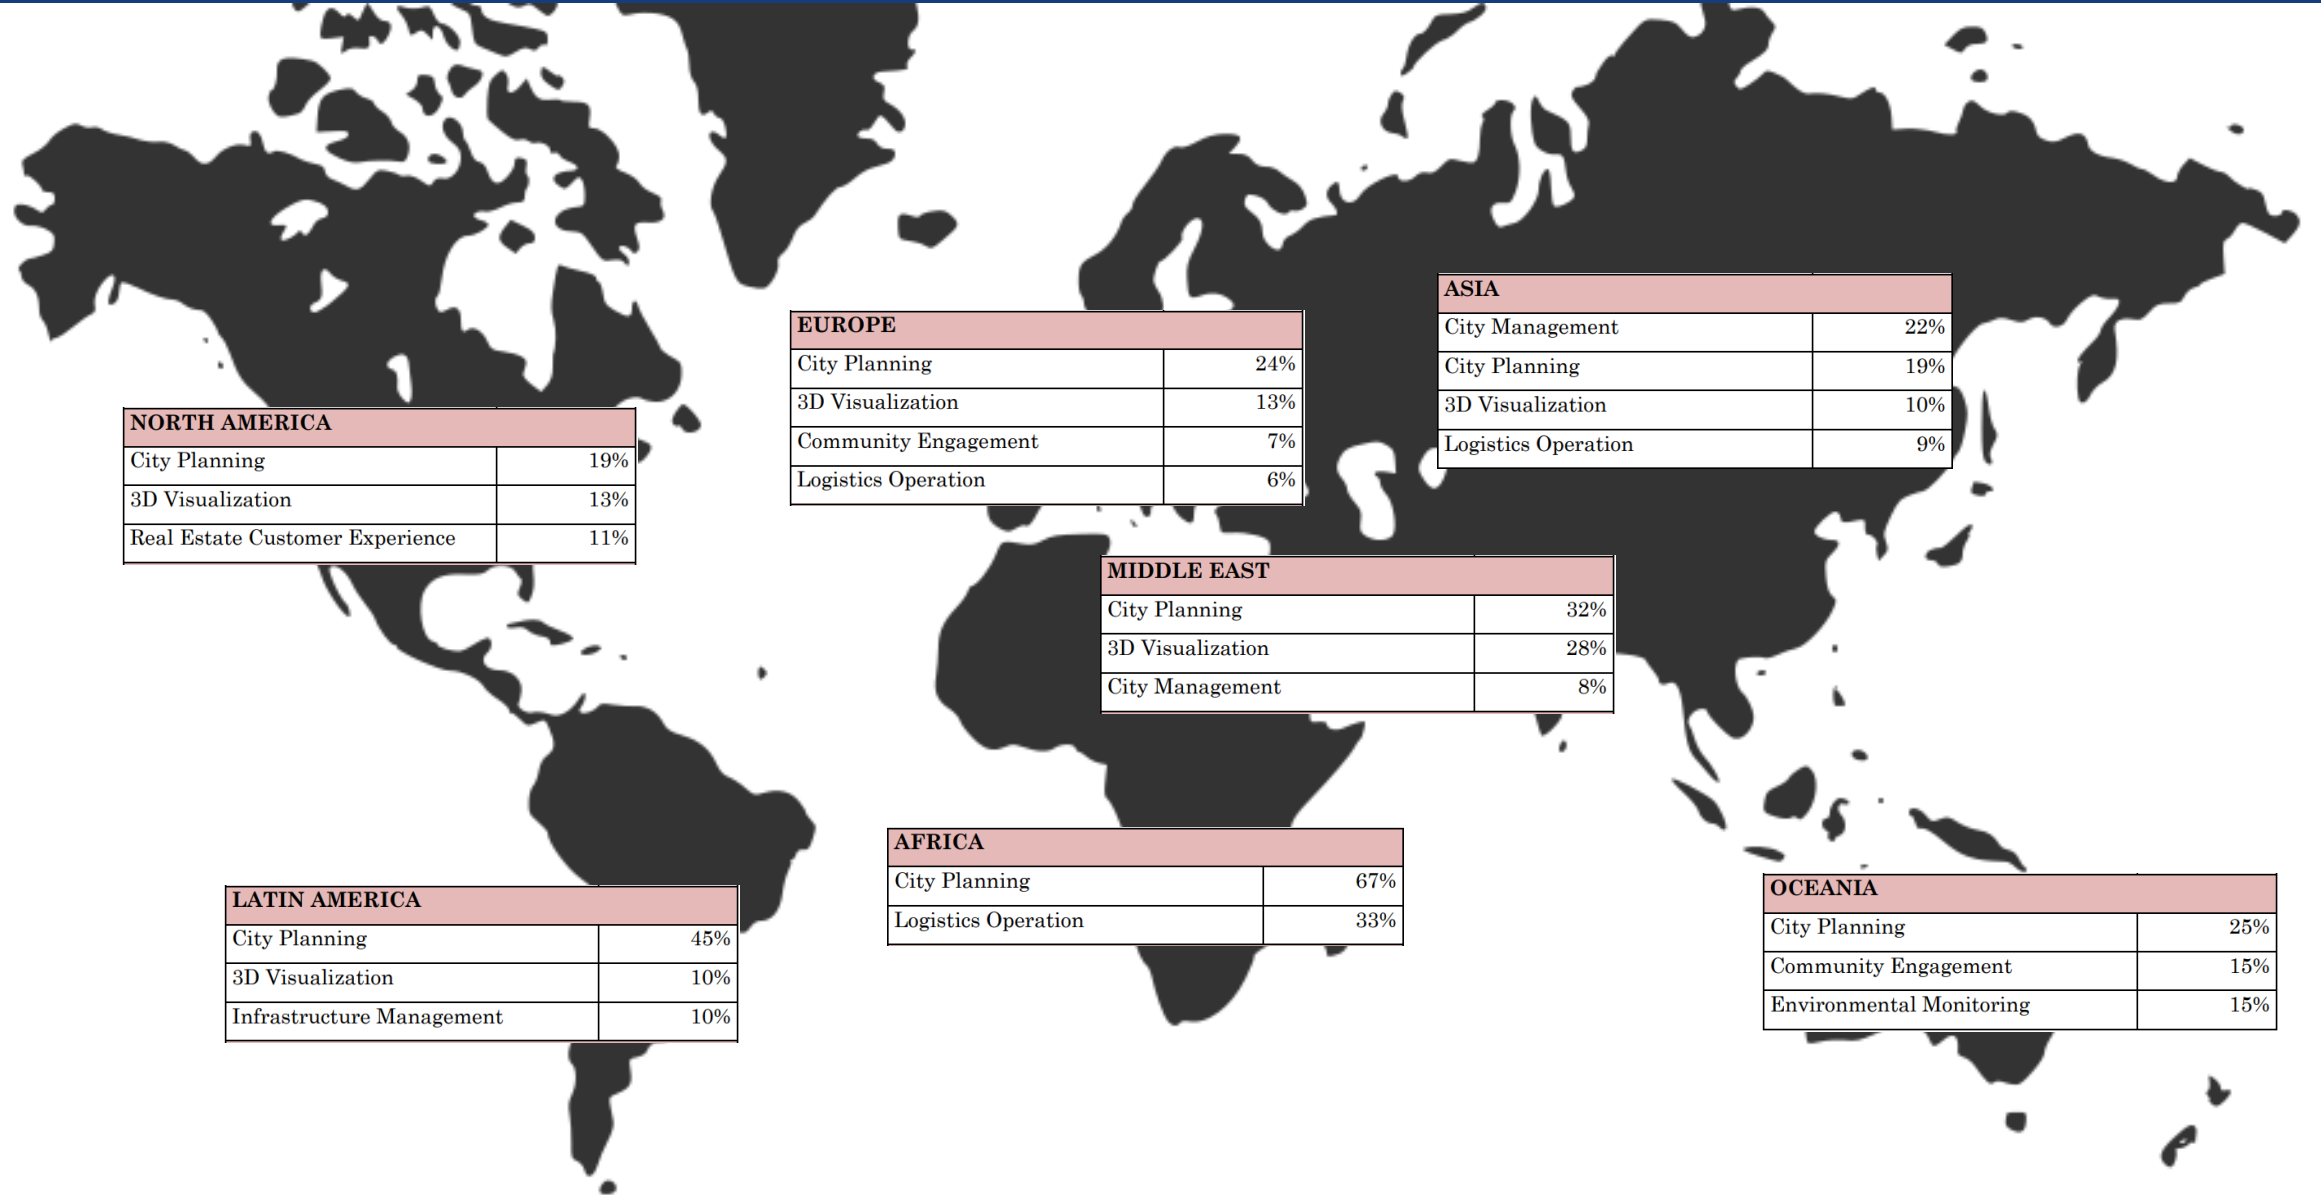 NORTH AMERICA
City Planning 19%
3D Visualization 13%
Real Estate Customer Experience 11%
EUROPE
City Planning 24%
3D Visualization 13%
Community Engagement 7%
Logistics Operation 6%
ASIA
City Management 22%
City Planning 19%
3D Visualization 10%
Logistics Operation 9%
MIDDLE EAST
City Planning 32%
3D Visualization 28%
City Management 8%
LATIN AMERICA
City Planning 45%
3D Visualization 10%
Infrastructure Management 10%
AFRICA
City Planning 67%
Logistics Operation 33%
OCEANIA
City Planning 25%
Community Engagement 15%
Environmental Monitoring 15%